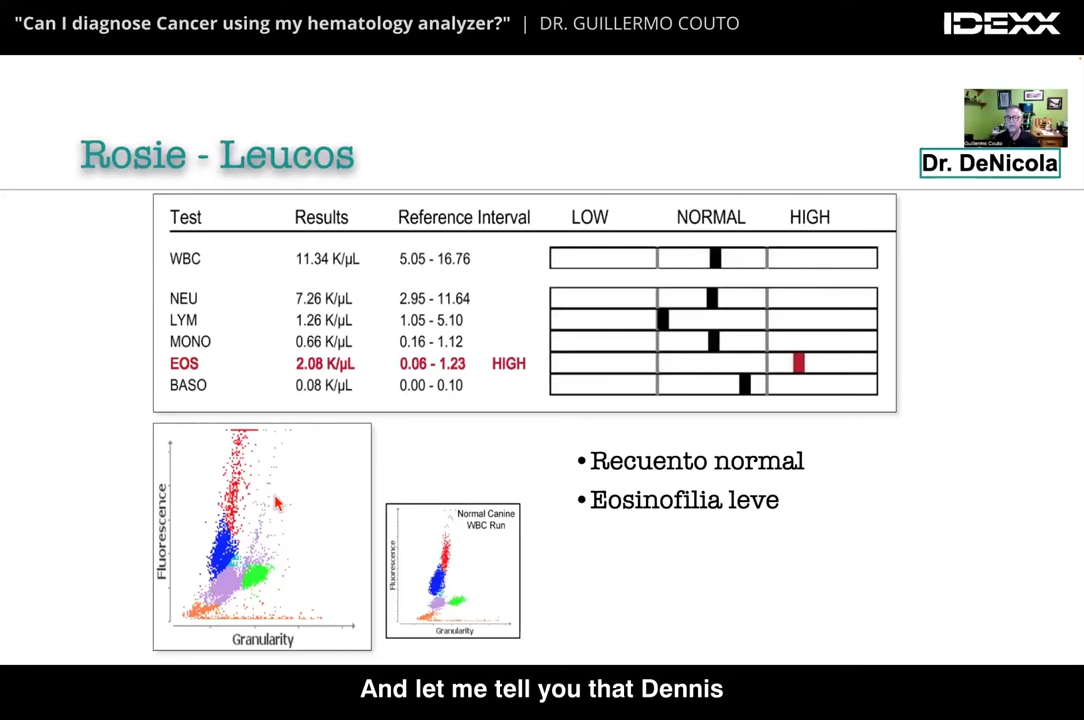 "Can I diagnose Cancer using my hematology analyzer?" | DR. GUILLERMO COUTO
IDEXX
Guillermo Couto
Dr. DeNicola
Rosie - Leucos
Test Results Reference Interval LOW NORMAL HIGH
WBC 11.34 K/µL 5.05 - 16.76
NEU 7.26 K/µL 2.95 - 11.64
LYM 1.26 K/µL 1.05 - 5.10
MONO 0.66 K/µL 0.16 - 1.12
EOS 2.08 K/µL 0.06 - 1.23 HIGH
BASO 0.08 K/µL 0.00 - 0.10
Fluorescence
Granularity
Normal Canine
WBC Run
Fluorescence
Granularity
•Recuento normal
•Eosinofilia leve
And let me tell you that Dennis